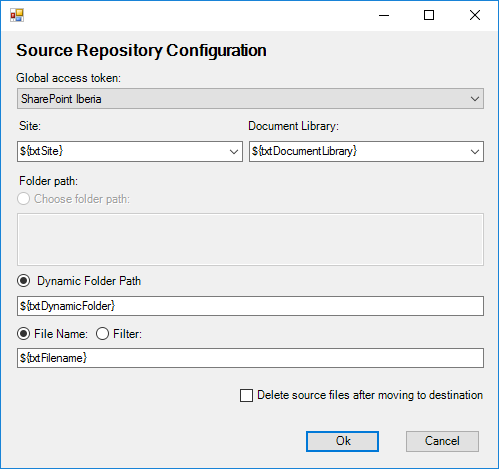 Source Repository Configuration
Global access token:
SharePoint Iberia
Site: Document Library:
${txtSite} ${txtDocumentLibrary}
Folder path:
Choose folder path:
Dynamic Folder Path
${txtDynamicFolder}
File Name: Filter:
${txtFilename}
Delete source files after moving to destination
Ok Cancel